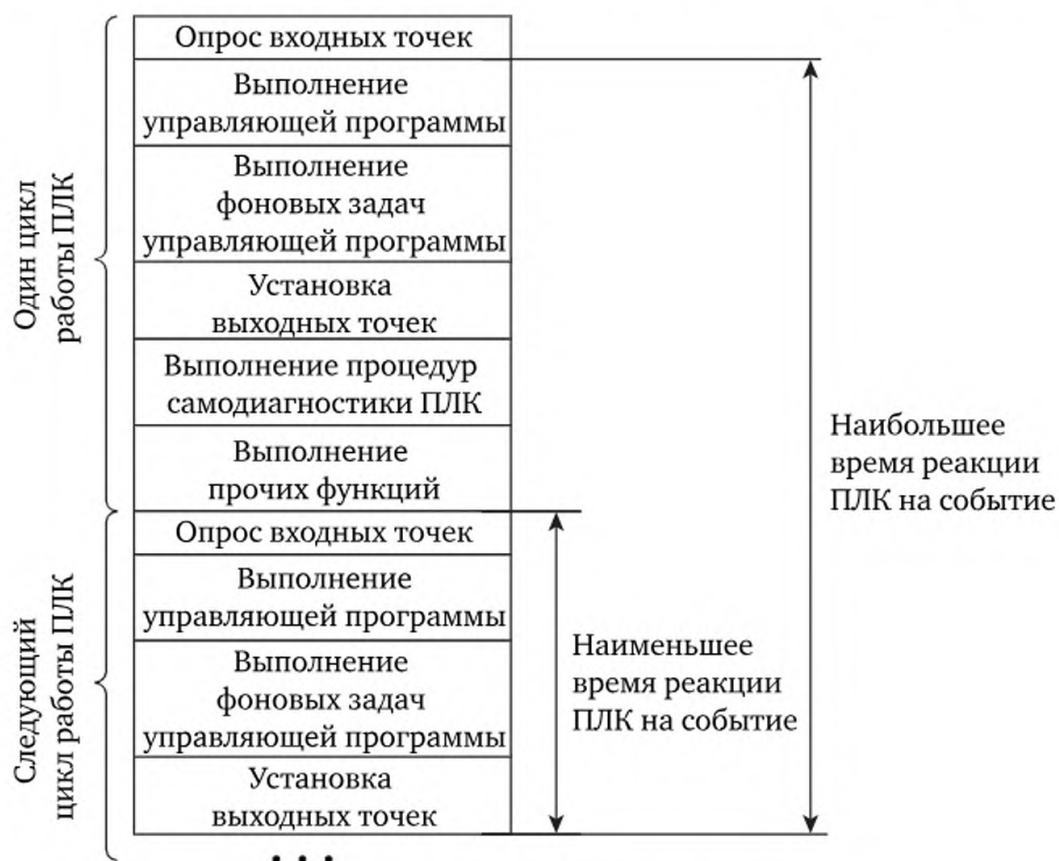 Опрос входных точек
Выполнение
управляющей программы
Выполнение
фоновых задач
управляющей программы
Установка
выходных точек
Выполнение процедур
самодиагностики ПЛК
Выполнение
прочих функций
Один цикл
работы ПЛК
Опрос входных точек
Выполнение
управляющей программы
Выполнение
фоновых задач
управляющей программы
Установка
выходных точек
Следующий
цикл работы ПЛК
Наименьшее
время реакции
ПЛК на событие
Наибольшее
время реакции
ПЛК на событие
• • •